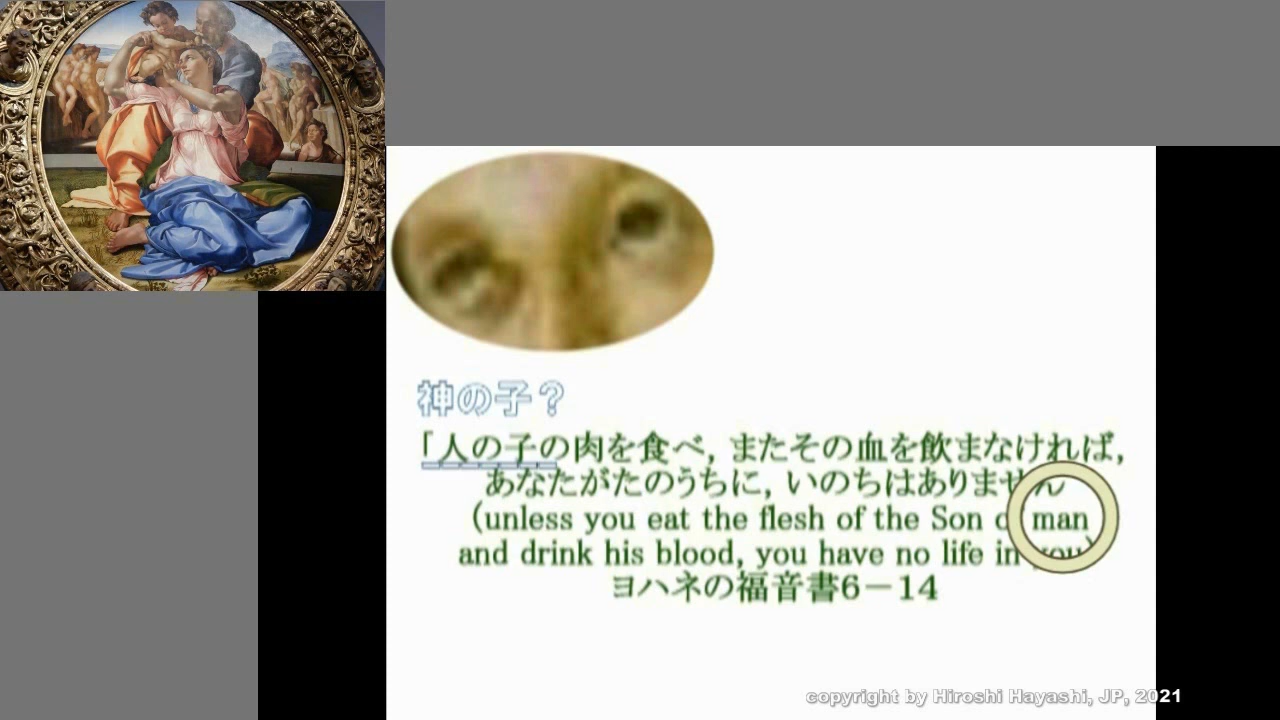 神の子？
「人の子の肉を食べ, またその血を飲まなければ,
あなたがたのうちに, いのちはありません
(unless you eat the flesh of the Son o man
and drink his blood, you have no life in you)
ヨハネの福音書6－14
copyright by Hiroshi Hayashi, JP, 2021